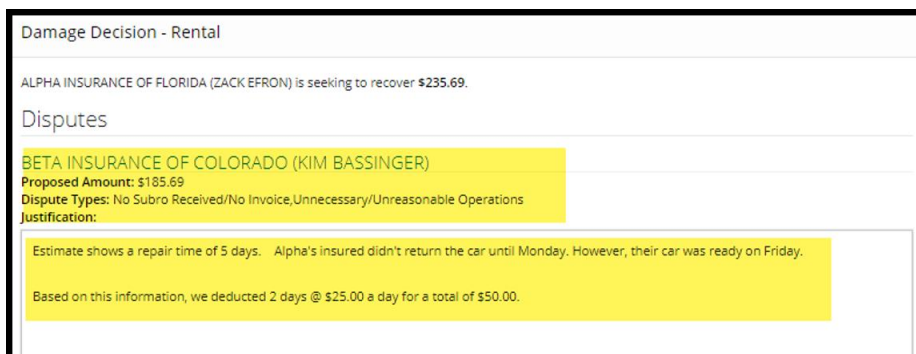 Damage Decision - Rental
ALPHA INSURANCE OF FLORIDA (ZACK EFRON) is seeking to recover $235.69.
Disputes
BETA INSURANCE OF COLORADO (KIM BASSINGER)
Proposed Amount: $185.69
Dispute Types: No Subro Received/No Invoice,Unnecessary/Unreasonable Operations
Justification:
Estimate shows a repair time of 5 days. Alpha's insured didn't return the car until Monday. However, their car was ready on Friday.
Based on this information, we deducted 2 days @ $25.00 a day for a total of $50.00.